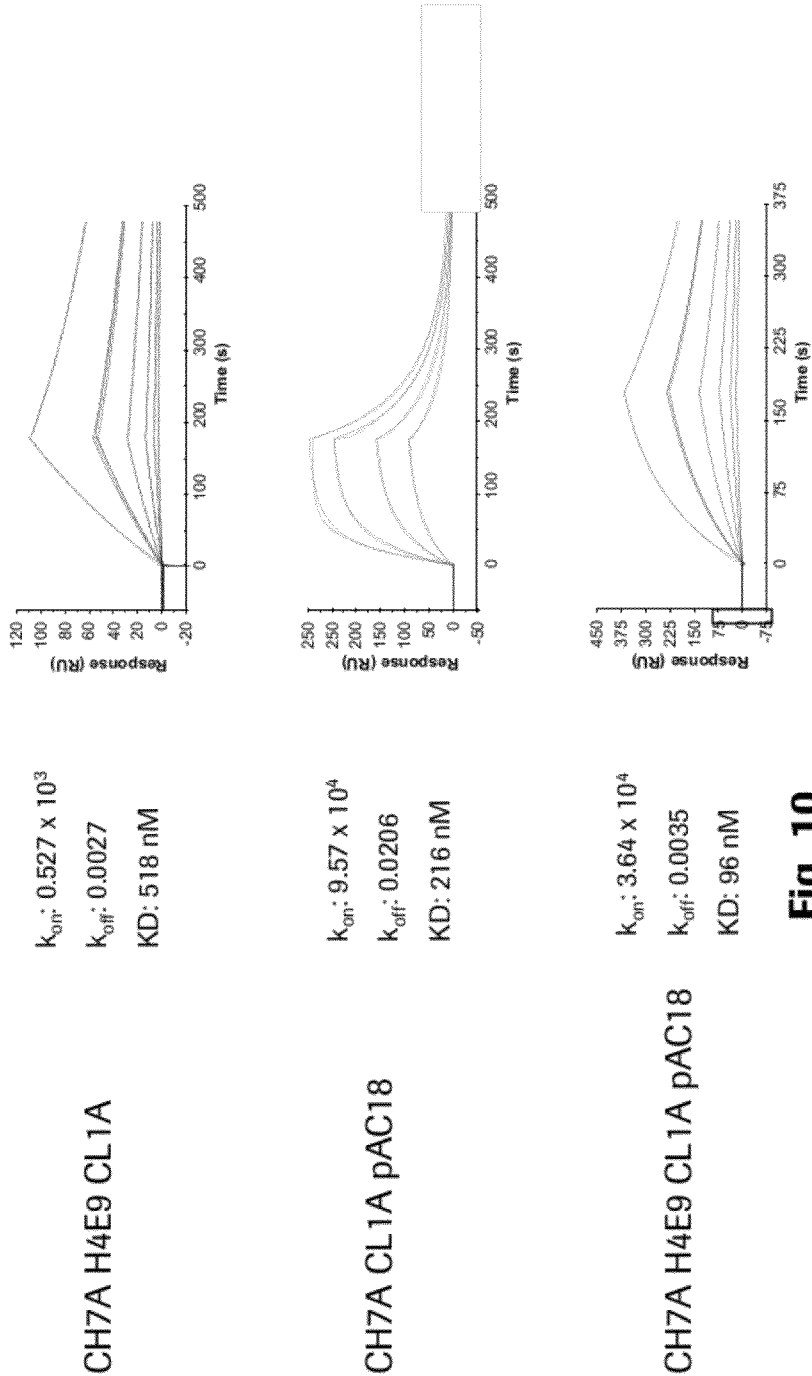 CH7A H4E9 CL1A
kon: 0.527 x 10³
koff: 0.0027
KD: 518 nM
Response (RU)
120
100
80
60
40
20
0
-20
0
100
200
300
400
500
Time (s)
CH7A CL1A pAC18
kon: 9.57 x 10⁴
koff: 0.0206
KD: 216 nM
Response (RU)
250
250
200
150
100
50
0
-50
0
100
200
300
400
500
Time (s)
CH7A H4E9 CL1A pAC18
kon: 3.64 x 10⁴
koff: 0.0035
KD: 96 nM
Response (RU)
450
375
300
225
150
75
0
-75
0
75
150
225
300
375
Time (s)
Fig. 10